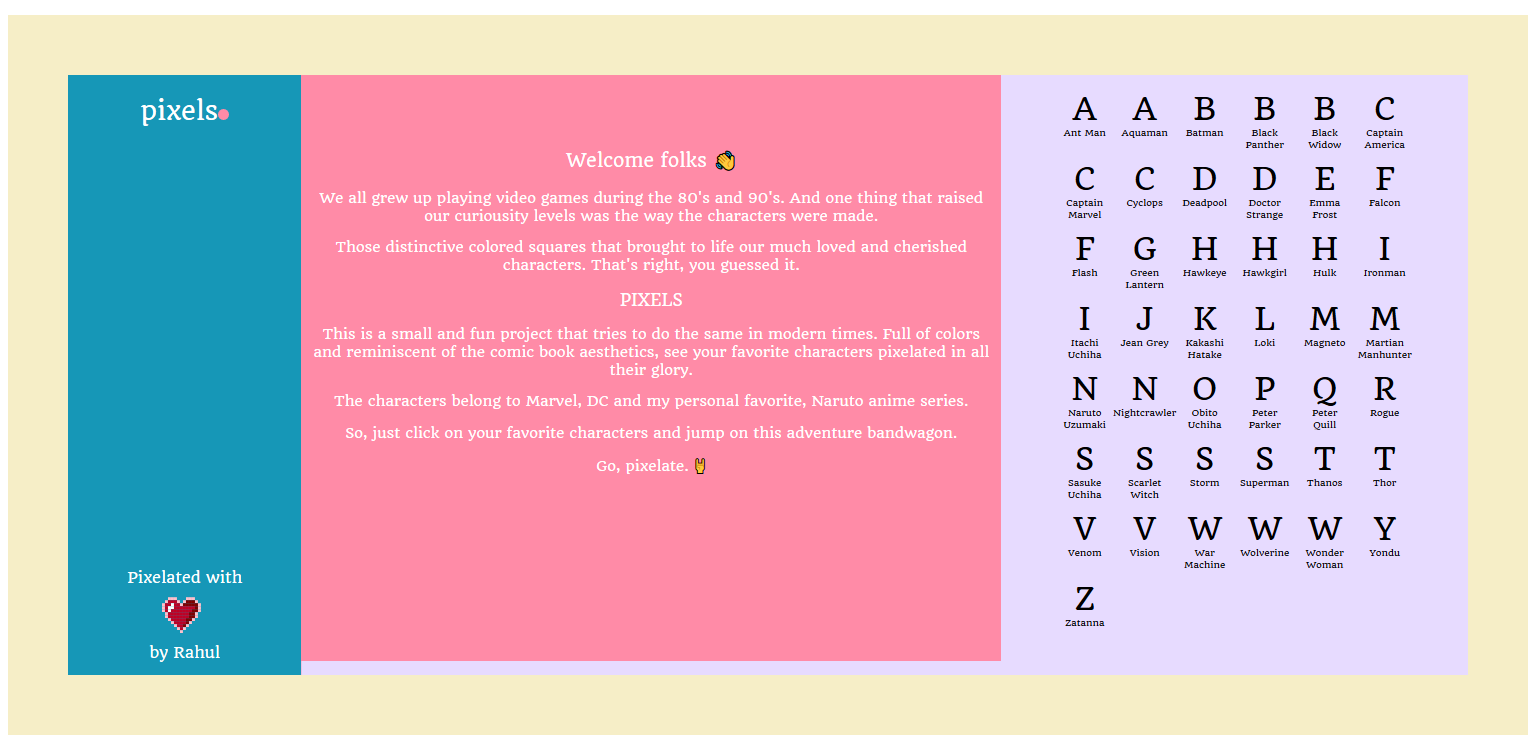 pixels
Pixelated with
by Rahul
Welcome folks 👋
We all grew up playing video games during the 80's and 90's. And one thing that raised
our curiousity levels was the way the characters were made.
Those distinctive colored squares that brought to life our much loved and cherished
characters. That's right, you guessed it.
PIXELS
This is a small and fun project that tries to do the same in modern times. Full of colors
and reminiscent of the comic book aesthetics, see your favorite characters pixelated in all
their glory.
The characters belong to Marvel, DC and my personal favorite, Naruto anime series.
So, just click on your favorite characters and jump on this adventure bandwagon.
Go, pixelate. 🤘
A A B B B C
Ant Man Aquaman Batman Black Black Captain
Panther Widow America
C C D D E F
Captain Cyclops Deadpool Doctor Emma Falcon
Marvel Strange Frost
F G H H H I
Flash Green Hawkeye Hawkgirl Hulk Ironman
Lantern
I J K L M M
Itachi Jean Grey Kakashi Loki Magneto Martian
Uchiha Hatake Manhunter
N N O P Q R
Naruto Nightcrawler Obito Peter Peter Rogue
Uzumaki Uchiha Parker Quill
S S S S T T
Sasuke Scarlet Storm Superman Thanos Thor
Uchiha Witch
V V W W W Y
Venom Vision War Wolverine Wonder Yondu
Machine Woman
Z
Zatanna